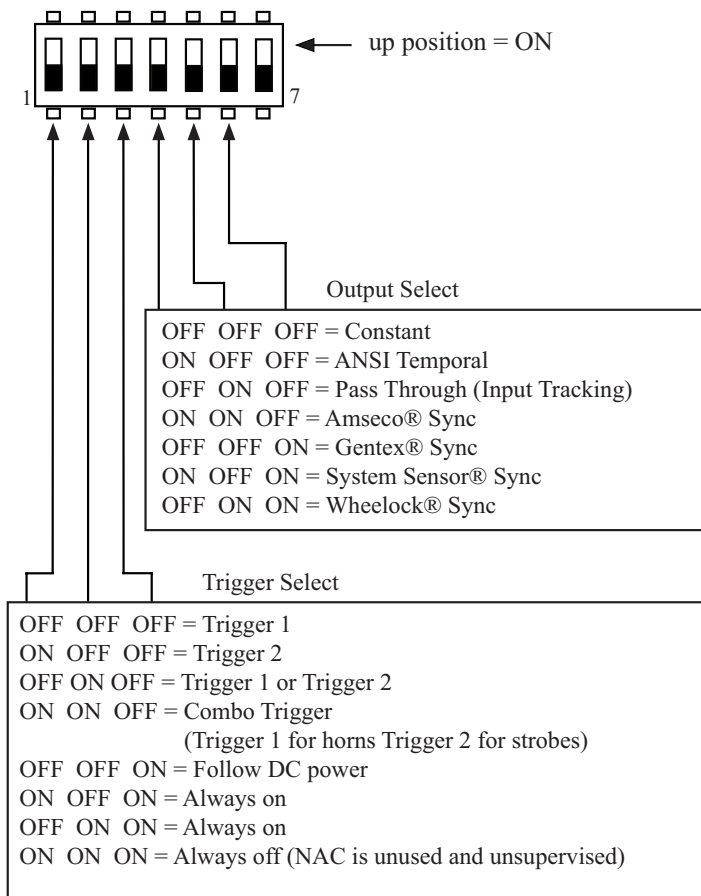 up position = ON
1
7
Output Select
OFF OFF OFF = Constant
ON OFF OFF = ANSI Temporal
OFF ON OFF = Pass Through (Input Tracking)
ON ON OFF = Amseco® Sync
OFF OFF ON = Gentex® Sync
ON OFF ON = System Sensor® Sync
OFF ON ON = Wheelock® Sync
Trigger Select
OFF OFF OFF = Trigger 1
ON OFF OFF = Trigger 2
OFF ON OFF = Trigger 1 or Trigger 2
ON ON OFF = Combo Trigger
(Trigger 1 for horns Trigger 2 for strobes)
OFF OFF ON = Follow DC power
ON OFF ON = Always on
OFF ON ON = Always on
ON ON ON = Always off (NAC is unused and unsupervised)